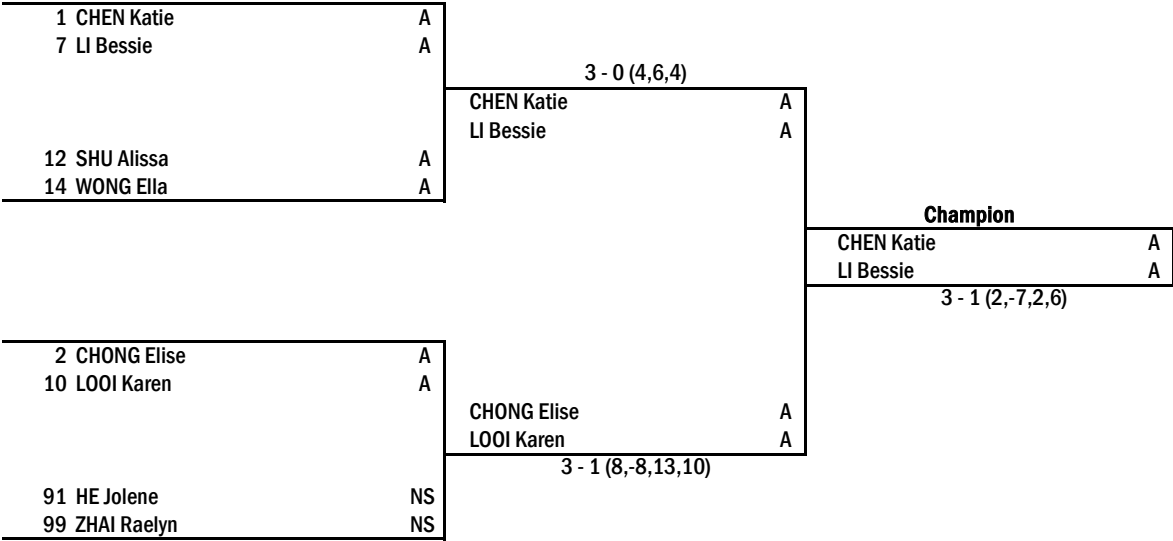 1 CHEN Katie A
7 LI Bessie A
3 - 0 (4,6,4)
CHEN Katie A
LI Bessie A
12 SHU Alissa A
14 WONG Ella A
Champion
CHEN Katie A
LI Bessie A
3 - 1 (2,-7,2,6)
2 CHONG Elise A
10 LOOI Karen A
CHONG Elise A
LOOI Karen A
3 - 1 (8,-8,13,10)
91 HE Jolene NS
99 ZHAI Raelyn NS